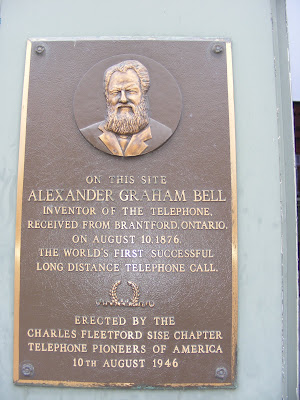 ON THIS SITE
ALEXANDER GRAHAM BELL
INVENTOR OF THE TELEPHONE,
RECEIVED FROM BRANTFORD, ONTARIO,
ON AUGUST 10, 1876,
THE WORLD'S FIRST SUCCESSFUL
LONG DISTANCE TELEPHONE CALL.
ERECTED BY THE
CHARLES FLEETFORD SISE CHAPTER
TELEPHONE PIONEERS OF AMERICA
10TH AUGUST 1946